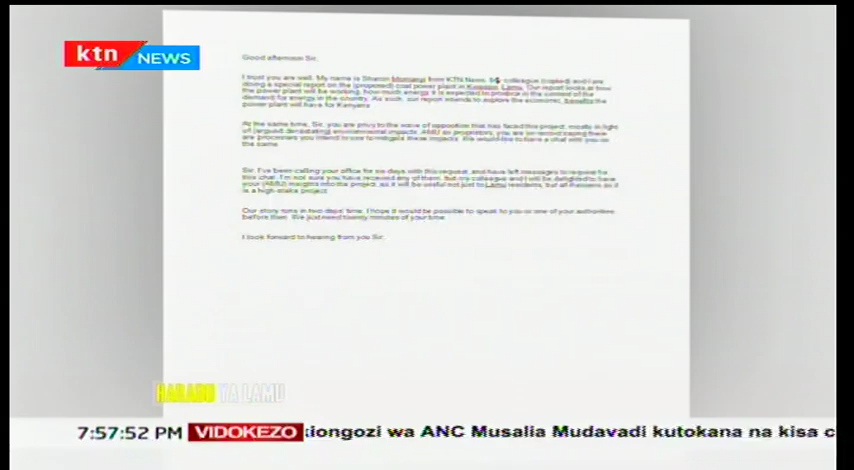 ktn NEWS
Good afternoon Sir,
I trust you are well. My name is Sharon Momanyi from KTN News. My colleague (copied) and I are
doing a special report on the (proposed) coal power plant in Kwasasi, Lamu. Our report looks at how
the power plant will be working, how much energy it is expected to produce in the context of the
demand for energy in the country. As such, our report intends to explore the economic benefits the
power plant will have for Kenyans.
At the same time, Sir, you are privy to the wave of opposition that has faced this project, mostly in light
of (argued devastating) environmental impacts. AMU as proprietors, you are on record saying there
are processes you intend to use to mitigate these impacts. We would like to have a chat with you on
the same.
Sir, I've been calling your office for six days with this request, and have left messages to request for
this chat. I'm not sure you have received any of them, but my colleague and I will be delighted to have
your (AMU) insights into the project, as it will be useful not just to Lamu residents, but all Kenyans as it
is a high-stake project.
Our story runs in two days' time. I hope it would be possible to speak to you or one of your authorities
before then. We just need twenty minutes of your time.
I look forward to hearing from you Sir.
HARABU YA LAMU
7:57:52 PM VIDOKEZO kiongozi wa ANC Musalia Mudavadi kutokana na kisa c